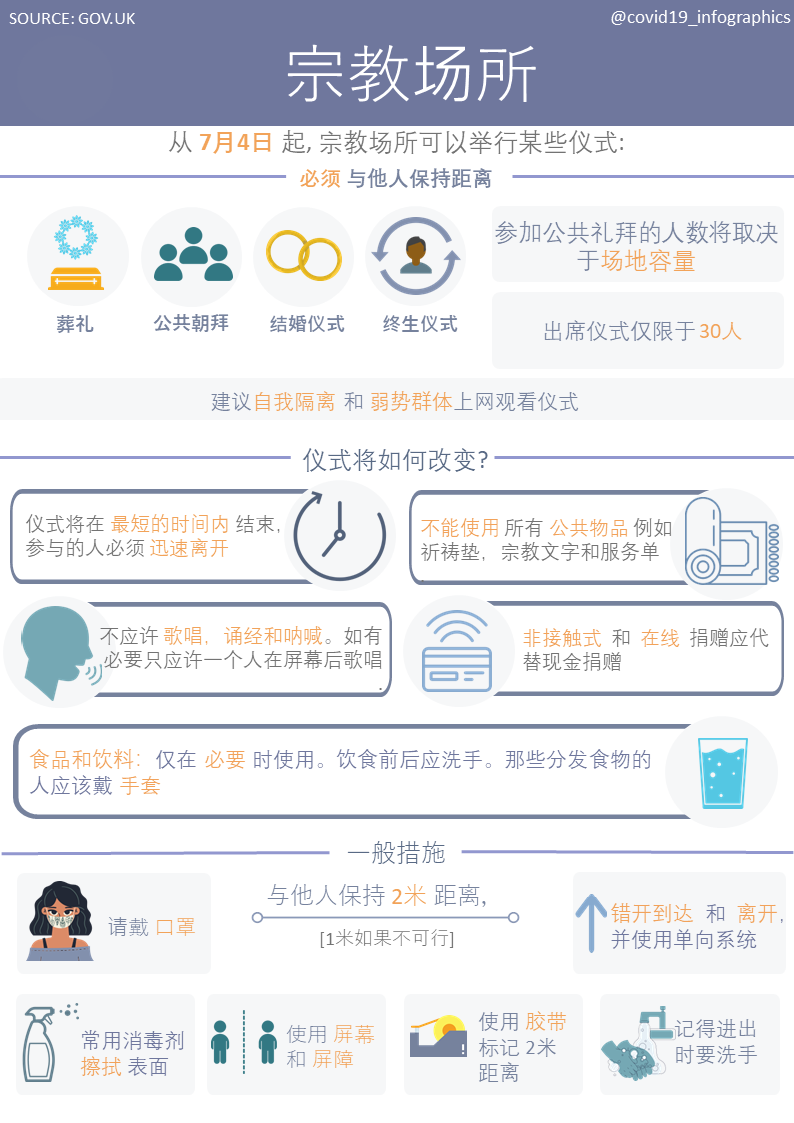 SOURCE: GOV.UK
@covid19_infographics
宗教场所
从 7月4日 起, 宗教场所可以举行某些仪式:
必须 与他人保持距离
参加公共礼拜的人数将取决
于场地容量
葬礼
公共朝拜
结婚仪式
终生仪式
出席仪式仅限于 30人
建议自我隔离 和 弱势群体上网观看仪式
仪式将如何改变?
仪式将在 最短的时间内 结束,
参与的人必须 迅速离开
不能使用 所有 公共物品 例如
祈祷垫，宗教文字和服务单
不应许 歌唱，诵经和呐喊。如有
必要只应许一个人在屏幕后歌唱
.
非接触式 和 在线 捐赠应代
替现金捐赠
食品和饮料：仅在 必要 时使用。饮食前后应洗手。那些分发食物的
人应该戴 手套
一般措施
请戴 口罩
与他人保持 2米 距离,
[1米如果不可行]
错开到达 和 离开,
并使用单向系统
常用消毒剂
擦拭 表面
使用 屏幕
和 屏障
使用 胶带
标记 2米
距离
记得进出
时要洗手